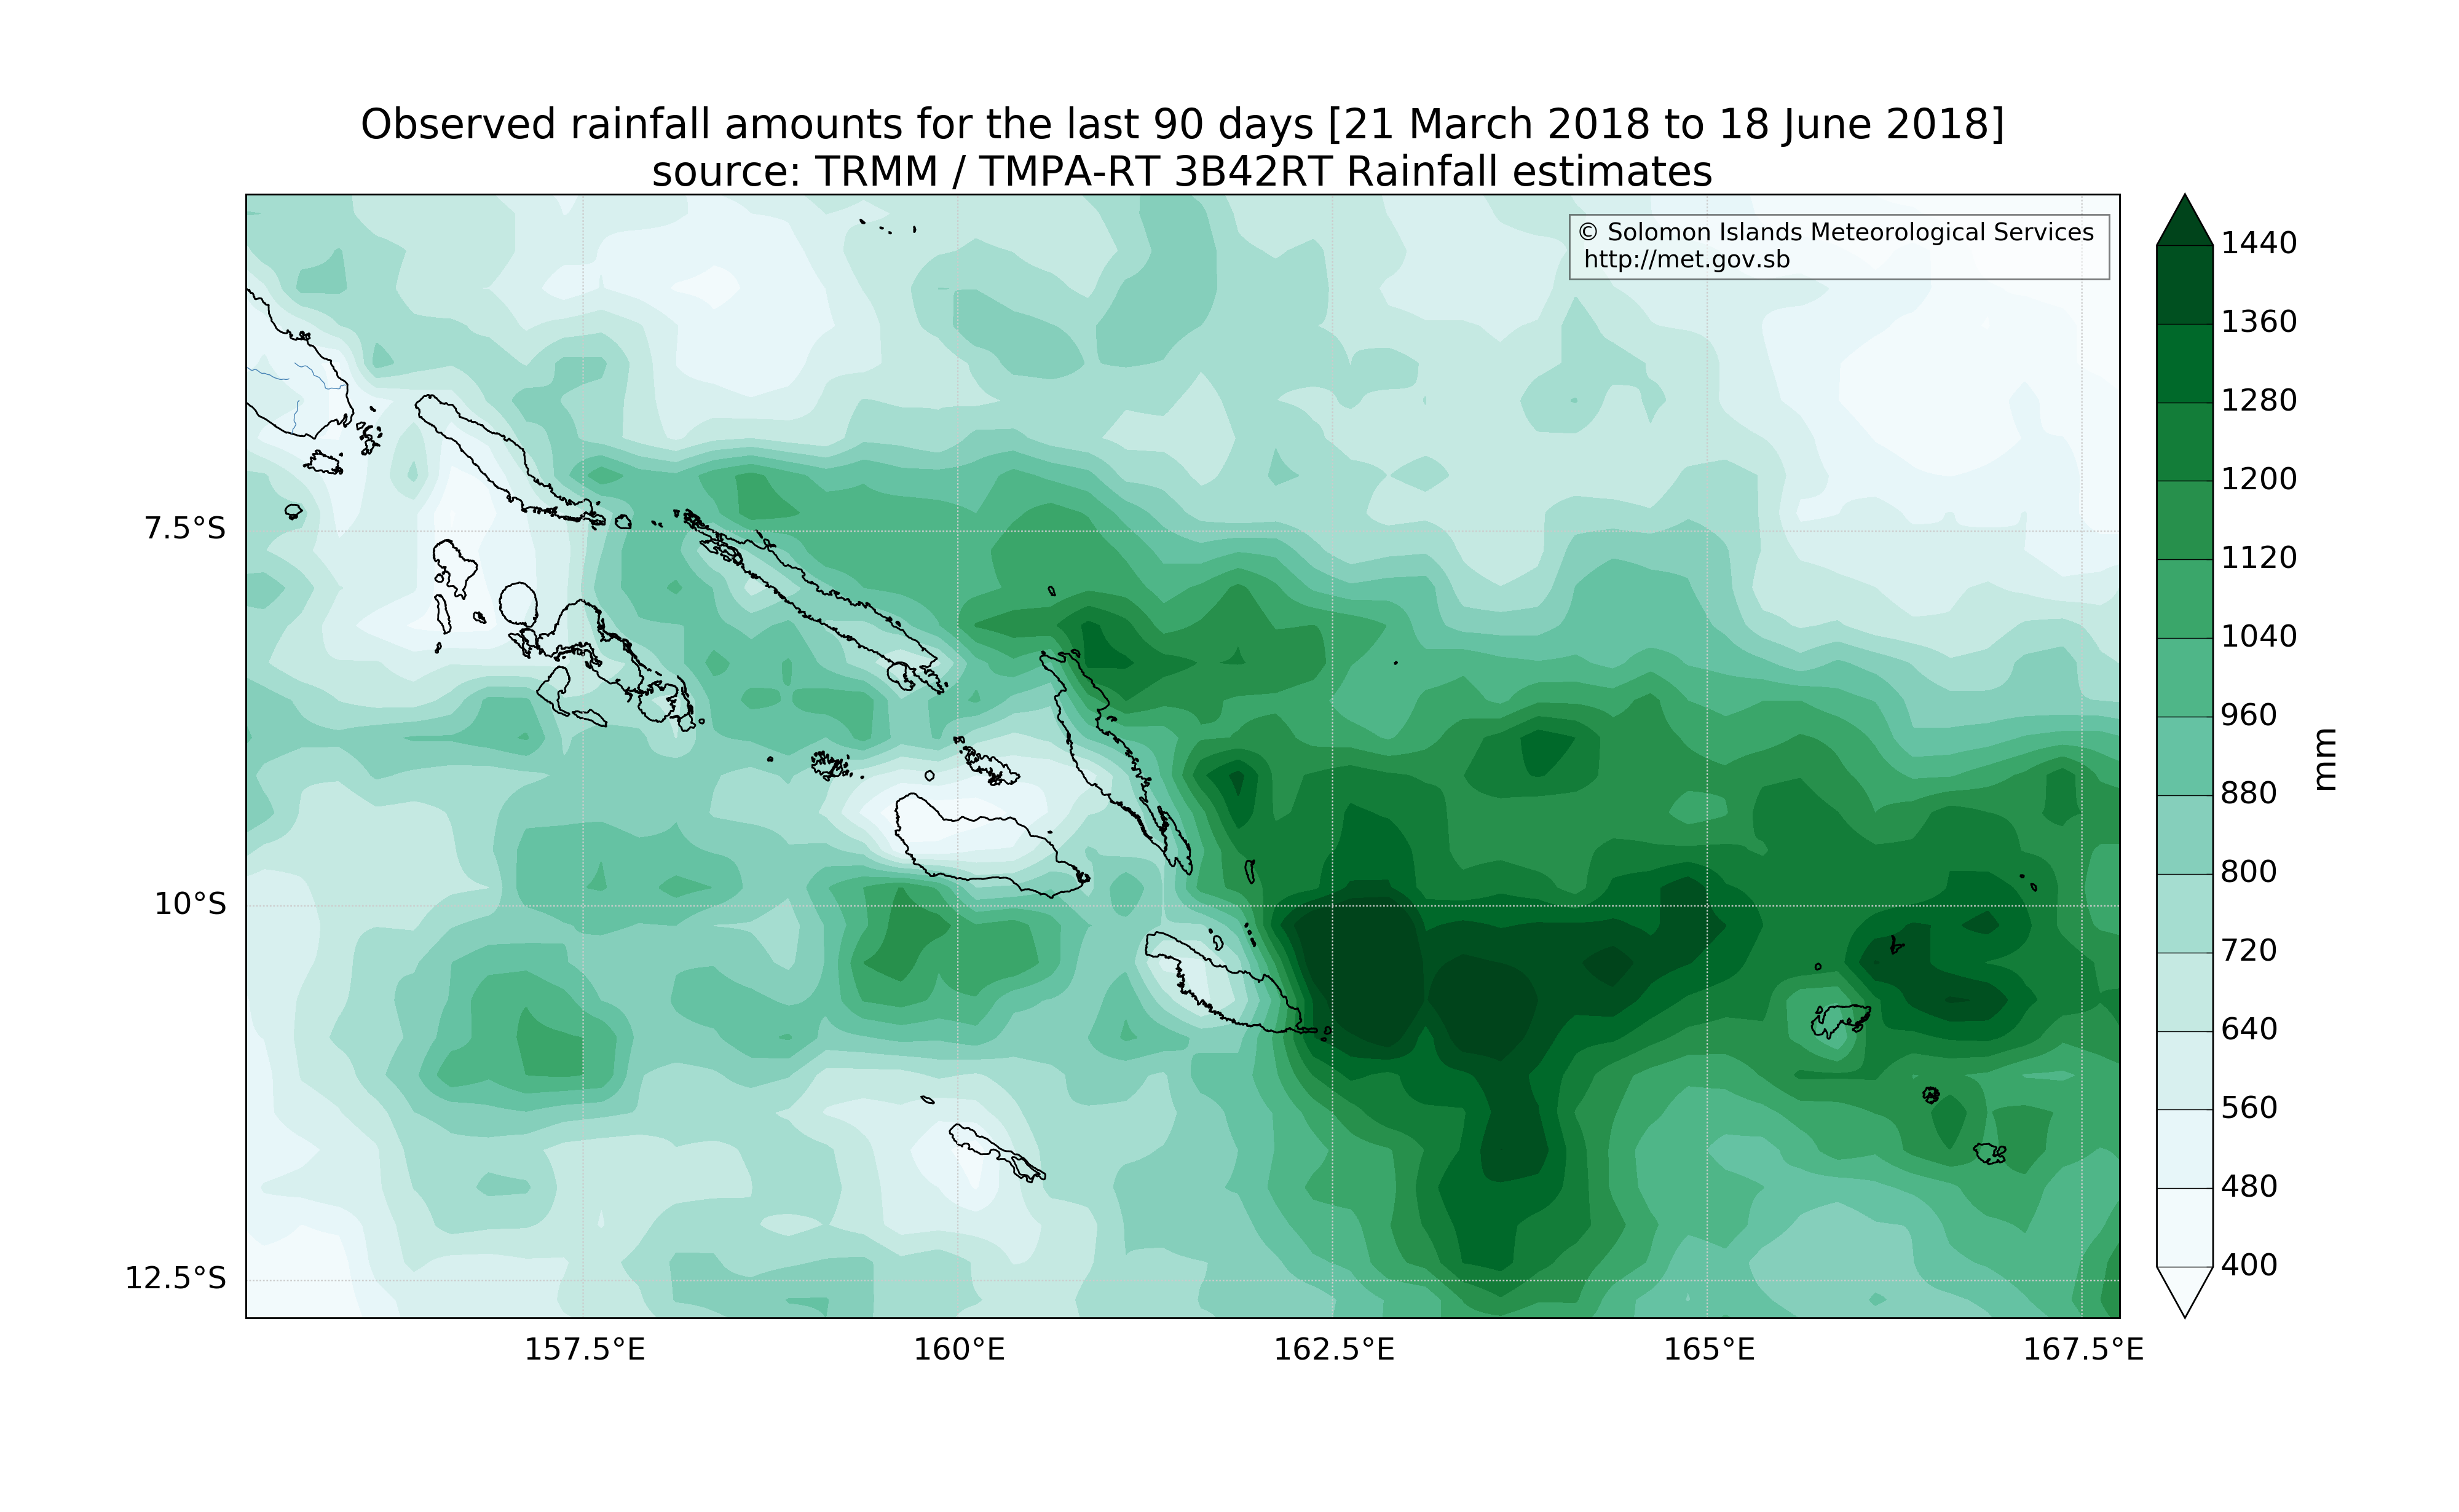 Observed rainfall amounts for the last 90 days [21 March 2018 to 18 June 2018]
source: TRMM / TMPA-RT 3B42RT Rainfall estimates
© Solomon Islands Meteorological Services
http://met.gov.sb
7.5°S
10°S
12.5°S
157.5°E
160°E
162.5°E
165°E
167.5°E
1440
1360
1280
1200
1120
1040
960
880
800
720
640
560
480
400
mm